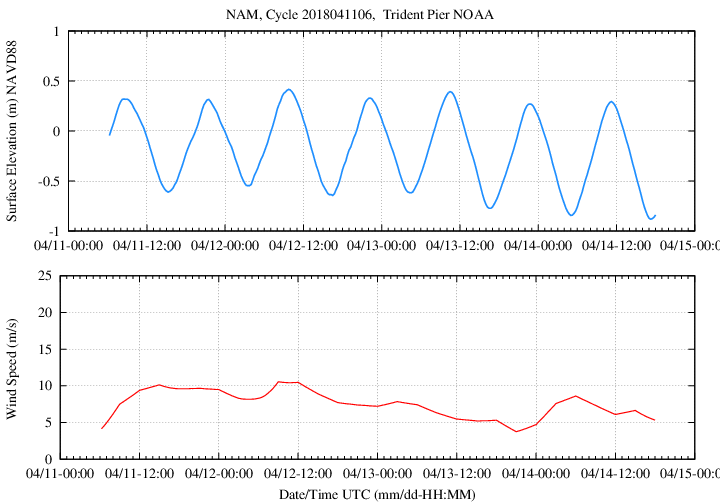 NAM, Cycle 2018041106,  Trident Pier NOAA
Surface Elevation (m) NAVD88
1
0.5
0
-0.5
-1
04/11-00:00 04/11-12:00 04/12-00:00 04/12-12:00 04/13-00:00 04/13-12:00 04/14-00:00 04/14-12:00 04/15-00:00
Wind Speed (m/s)
25
20
15
10
5
0
04/11-00:00 04/11-12:00 04/12-00:00 04/12-12:00 04/13-00:00 04/13-12:00 04/14-00:00 04/14-12:00 04/15-00:00
Date/Time UTC (mm/dd-HH:MM)